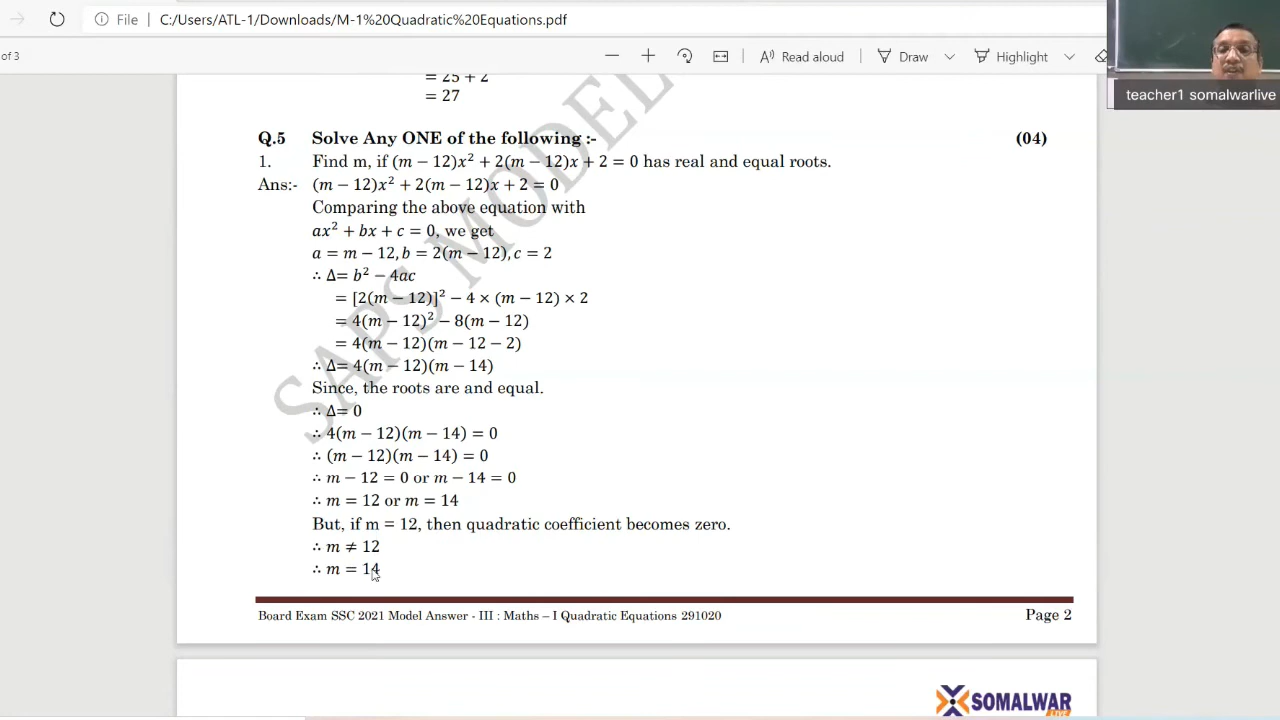 File C:/Users/ATL-1/Downloads/M-1%20Quadratic%20Equations.pdf
of 3
Read aloud Draw Highlight
teacher1 somalwarlive
= 25 + 2
= 27
Q.5 Solve Any ONE of the following :- (04)
1. Find m, if (m − 12)x² + 2(m − 12)x + 2 = 0 has real and equal roots.
Ans:- (m − 12)x² + 2(m − 12)x + 2 = 0
Comparing the above equation with
ax² + bx + c = 0, we get
a = m − 12, b = 2(m − 12), c = 2
∴ Δ= b² − 4ac
= [2(m − 12)]² − 4 × (m − 12) × 2
= 4(m − 12)² − 8(m − 12)
= 4(m − 12)(m − 12 − 2)
∴ Δ= 4(m − 12)(m − 14)
Since, the roots are and equal.
∴ Δ= 0
∴ 4(m − 12)(m − 14) = 0
∴ (m − 12)(m − 14) = 0
∴ m − 12 = 0 or m − 14 = 0
∴ m = 12 or m = 14
But, if m = 12, then quadratic coefficient becomes zero.
∴ m ≠ 12
∴ m = 14
SAPS MODEL
Board Exam SSC 2021 Model Answer - III : Maths – I Quadratic Equations 291020 Page 2
SOMALWAR
LIVE